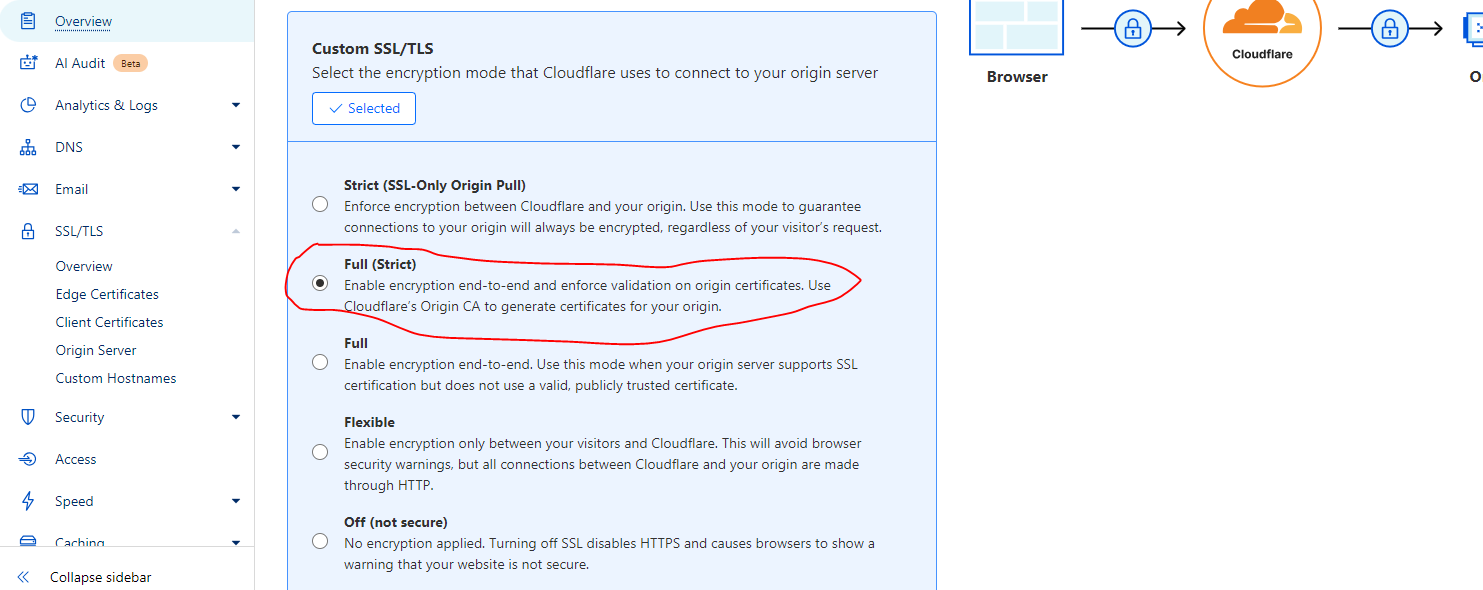 Overview
AI Audit Beta
Analytics & Logs
DNS
Email
SSL/TLS
Overview
Edge Certificates
Client Certificates
Origin Server
Custom Hostnames
Security
Access
Speed
Caching
Collapse sidebar
Custom SSL/TLS
Select the encryption mode that Cloudflare uses to connect to your origin server
Selected
Strict (SSL-Only Origin Pull)
Enforce encryption between Cloudflare and your origin. Use this mode to guarantee
connections to your origin will always be encrypted, regardless of your visitor's request.
Full (Strict)
Enable encryption end-to-end and enforce validation on origin certificates. Use
Cloudflare's Origin CA to generate certificates for your origin.
Full
Enable encryption end-to-end. Use this mode when your origin server supports SSL
certification but does not use a valid, publicly trusted certificate.
Flexible
Enable encryption only between your visitors and Cloudflare. This will avoid browser
security warnings, but all connections between Cloudflare and your origin are made
through HTTP.
Off (not secure)
No encryption applied. Turning off SSL disables HTTPS and causes browsers to show a
warning that your website is not secure.
Browser
Cloudflare